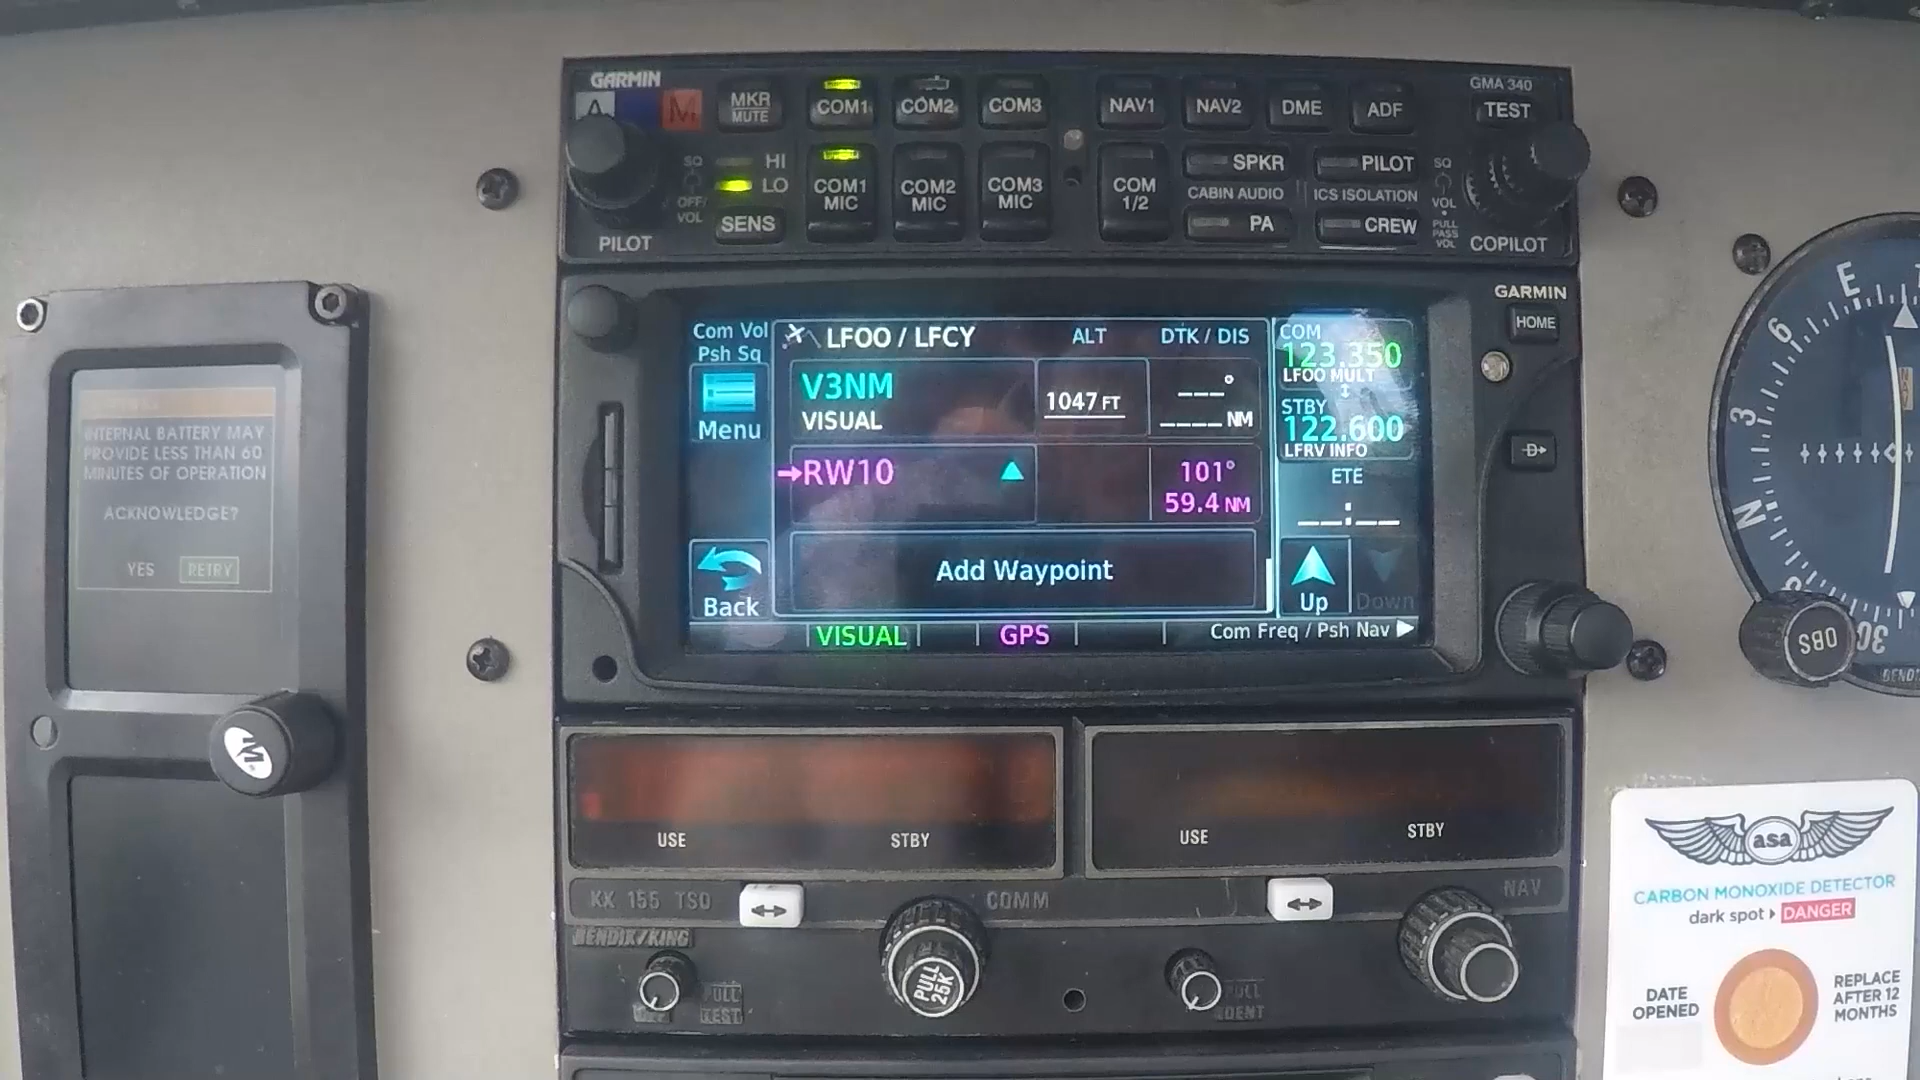 GARMIN
GMA 340
A M
MKR
MUTE
COM1
COM2
COM3
NAV1
NAV2
DME
ADF
TEST
SQ
HI
LO
OFF/
VOL
SENS
PILOT
COM1
MIC
COM2
MIC
COM3
MIC
COM
1/2
SPKR
CABIN AUDIO
PA
PILOT
ICS ISOLATION
CREW
SQ
VOL
PULL
PASS
VOL
COPILOT
GARMIN
HOME
D
Com Vol
Psh Sq
Menu
Back
LFOO / LFCY
ALT
DTK / DIS
V3NM
VISUAL
1047 FT
___°
____NM
→RW10
101°
59.4 NM
Add Waypoint
COM
123.350
LFOO MULT
↕
STBY
122.600
LFRV INFO
ETE
__:__
Up
Down
VISUAL
GPS
Com Freq / Psh Nav
INTERNAL BATTERY MAY
PROVIDE LESS THAN 60
MINUTES OF OPERATION
ACKNOWLEDGE?
YES
RETRY
M
E
6
3
N
30
OBS
USE
STBY
USE
STBY
KX 155 TSO
COMM
NAV
BENDIX/KING
OFF
PULL
TEST
PULL
25K
PULL
IDENT
asa
CARBON MONOXIDE DETECTOR
dark spot DANGER
DATE
OPENED
REPLACE
AFTER 12
MONTHS